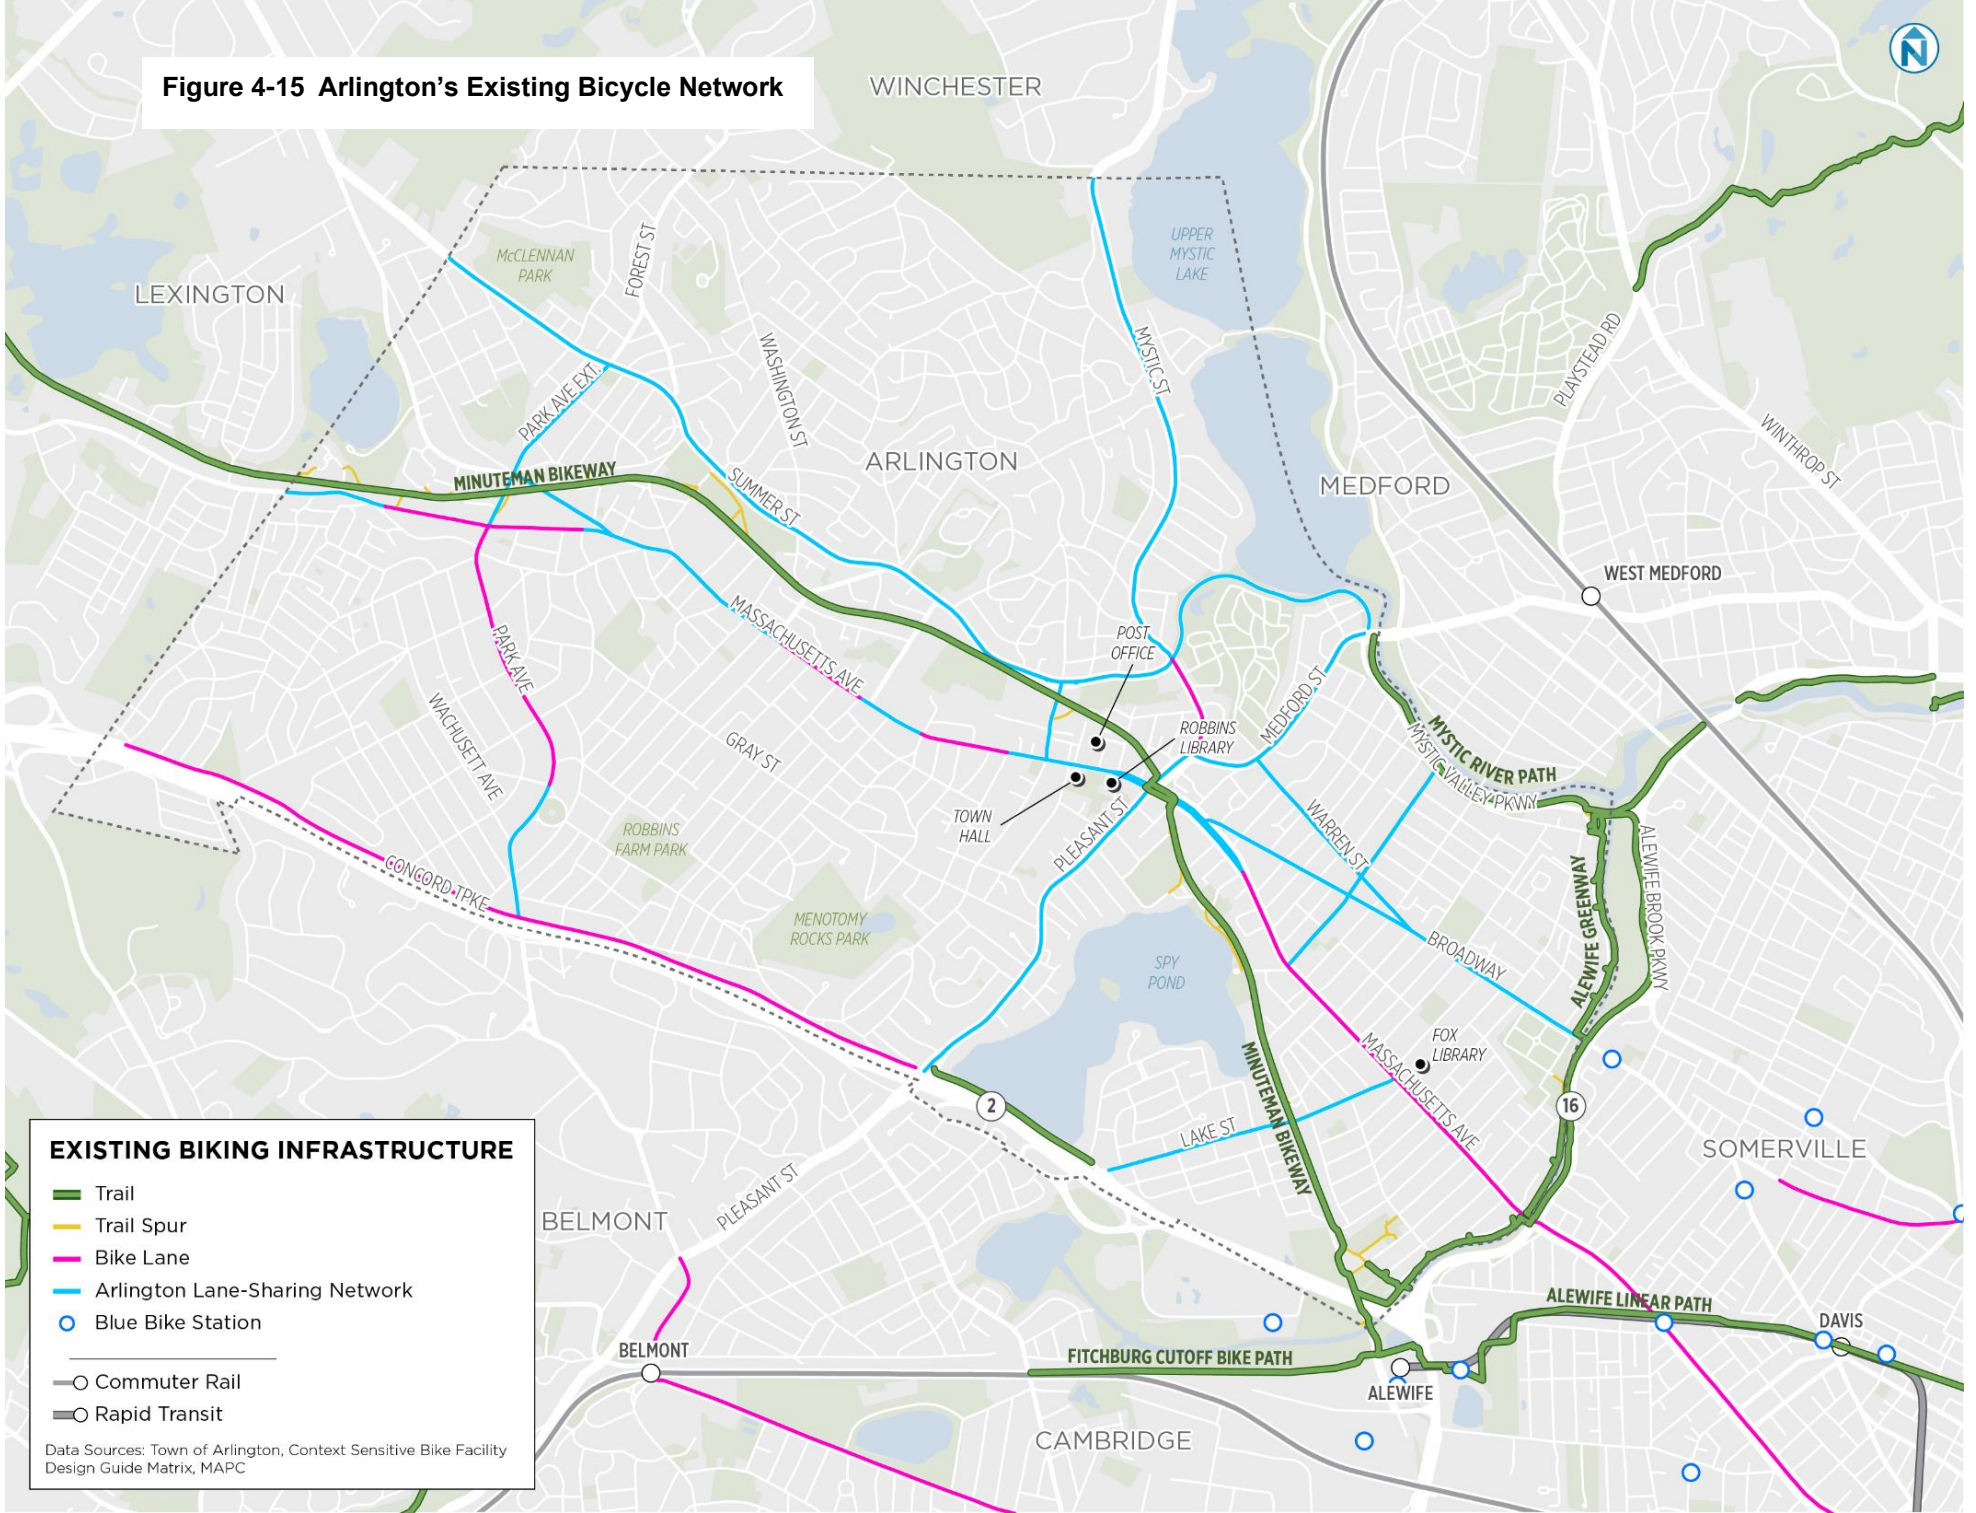 Figure 4-15 Arlington's Existing Bicycle Network
WINCHESTER
N
UPPER
MYSTIC
LAKE
McCLENNAN
PARK
FOREST ST
LEXINGTON
PLAYSTEAD RD
MYSTIC ST
WASHINGTON ST
PARK AVE EXT.
WINTHROP ST
ARLINGTON
MINUTEMAN BIKEWAY
MEDFORD
SUMMER ST
WEST MEDFORD
MASSACHUSETTS AVE
POST
OFFICE
PARK AVE
MEDFORD ST
WACHUSETT AVE
GRAY ST
ROBBINS
LIBRARY
MYSTIC RIVER PATH
MYSTIC VALLEY PKWY
TOWN
HALL
PLEASANT ST
WARREN ST
ROBBINS
FARM PARK
ALEWIFE BROOK PKWY
ALEWIFE GREENWAY
CONCORD TPKE
MENOTOMY
ROCKS PARK
BROADWAY
SPY
POND
FOX
LIBRARY
MASSACHUSETTS AVE
MINUTEMAN BIKEWAY
2
16
LAKE ST
SOMERVILLE
PLEASANT ST
BELMONT
ALEWIFE LINEAR PATH
DAVIS
BELMONT
FITCHBURG CUTOFF BIKE PATH
ALEWIFE
CAMBRIDGE
EXISTING BIKING INFRASTRUCTURE
Trail
Trail Spur
Bike Lane
Arlington Lane-Sharing Network
Blue Bike Station
Commuter Rail
Rapid Transit
Data Sources: Town of Arlington, Context Sensitive Bike Facility
Design Guide Matrix, MAPC